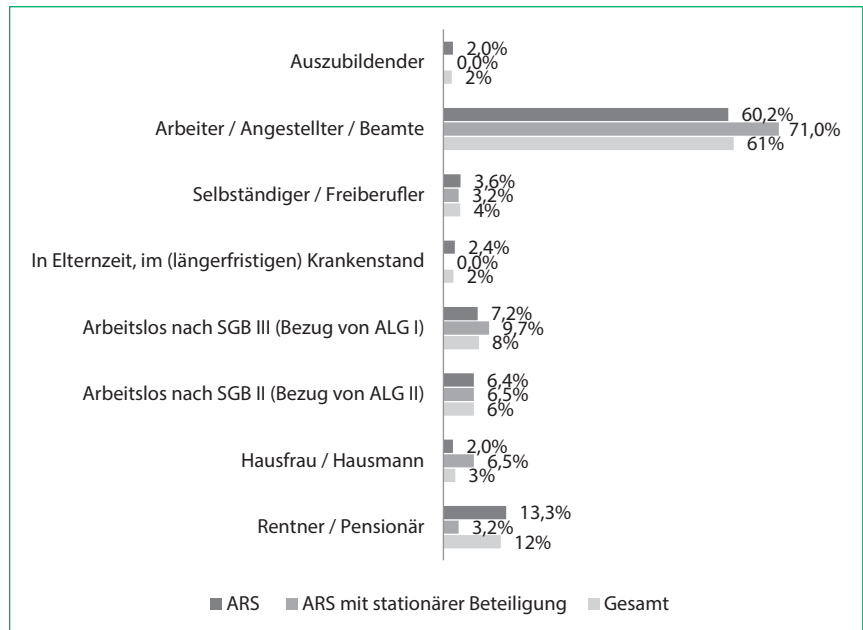 Auszubildender
2,0%
0,0%
2%
Arbeiter / Angestellter / Beamte
60,2%
71,0%
61%
Selbständiger / Freiberufler
3,6%
3,2%
4%
In Elternzeit, im (längerfristigen) Krankenstand
2,4%
0,0%
2%
Arbeitslos nach SGB III (Bezug von ALG I)
7,2%
9,7%
8%
Arbeitslos nach SGB II (Bezug von ALG II)
6,4%
6,5%
6%
Hausfrau / Hausmann
2,0%
6,5%
3%
Rentner / Pensionär
13,3%
3,2%
12%
ARS ARS mit stationärer Beteiligung Gesamt